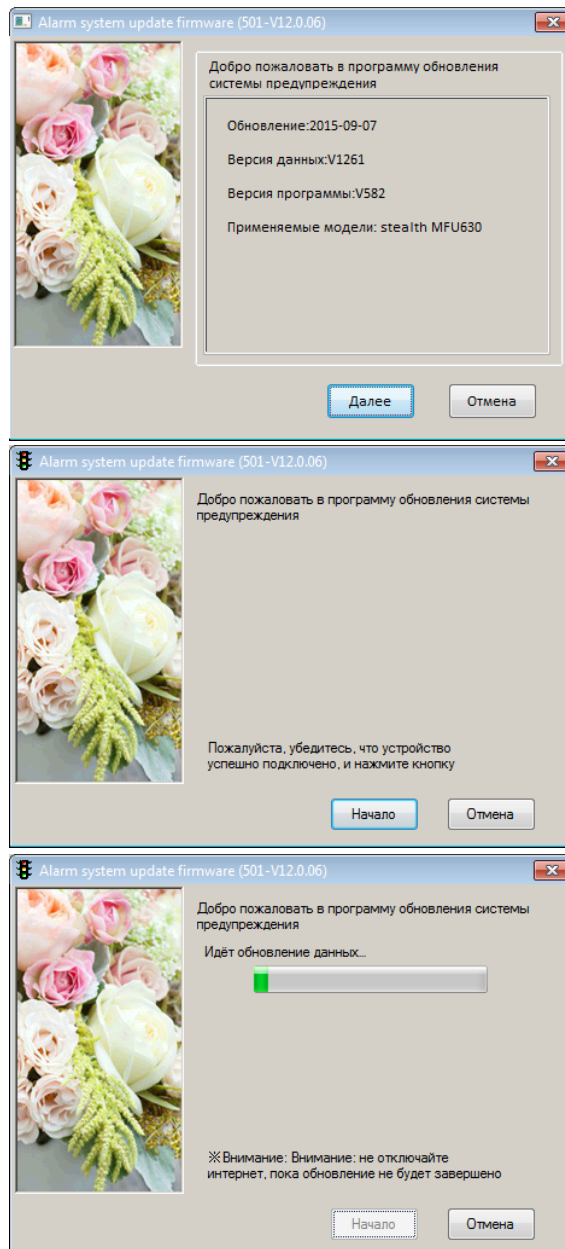 Alarm system update firmware (501-V12.0.06)
Добро пожаловать в программу обновления
системы предупреждения
Обновление:2015-09-07
Версия данных:V1261
Версия программы:V582
Применяемые модели: stealth MFU630
Далее
Отмена
Alarm system update firmware (501-V12.0.06)
Добро пожаловать в программу обновления системы
предупреждения
Пожалуйста, убедитесь, что устройство
успешно подключено, и нажмите кнопку
Начало
Отмена
Alarm system update firmware (501-V12.0.06)
Добро пожаловать в программу обновления системы
предупреждения
Идёт обновление данных...
※Внимание: Внимание: не отключайте
интернет, пока обновление не будет завершено
Начало
Отмена